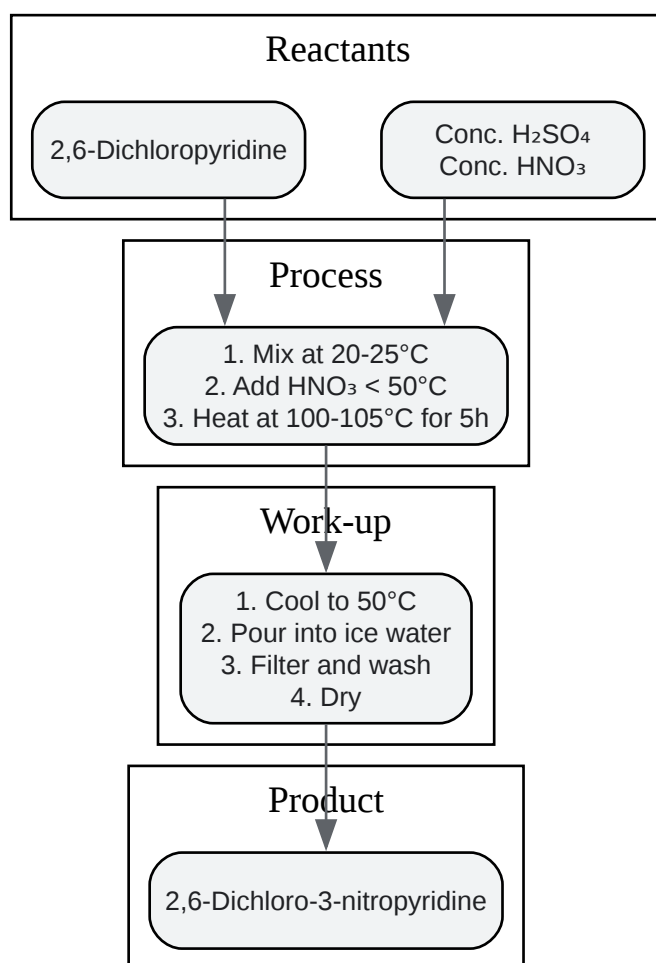 Reactants
2,6-Dichloropyridine
Conc. H₂SO₄
Conc. HNO₃
Process
1. Mix at 20-25°C
2. Add HNO₃ < 50°C
3. Heat at 100-105°C for 5h
Work-up
1. Cool to 50°C
2. Pour into ice water
3. Filter and wash
4. Dry
Product
2,6-Dichloro-3-nitropyridine